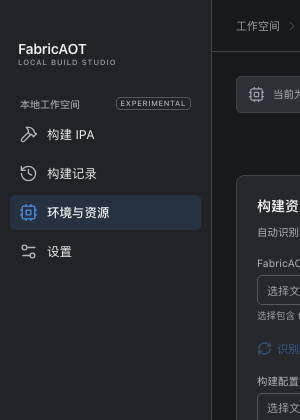 FabricAOT
LOCAL BUILD STUDIO
本地工作空间
EXPERIMENTAL
构建 IPA
构建记录
环境与资源
设置
工作空间
当前为
构建资
自动识别
FabricAO
选择文
选择包含
识别
构建配置
选择文